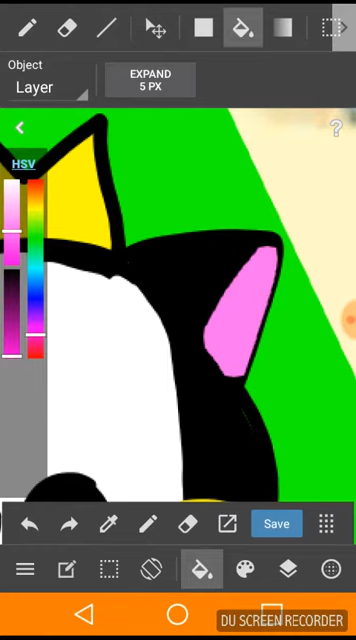 Object
Layer
EXPAND
5 PX
?
HSV
Save
DU SCREEN RECORDER